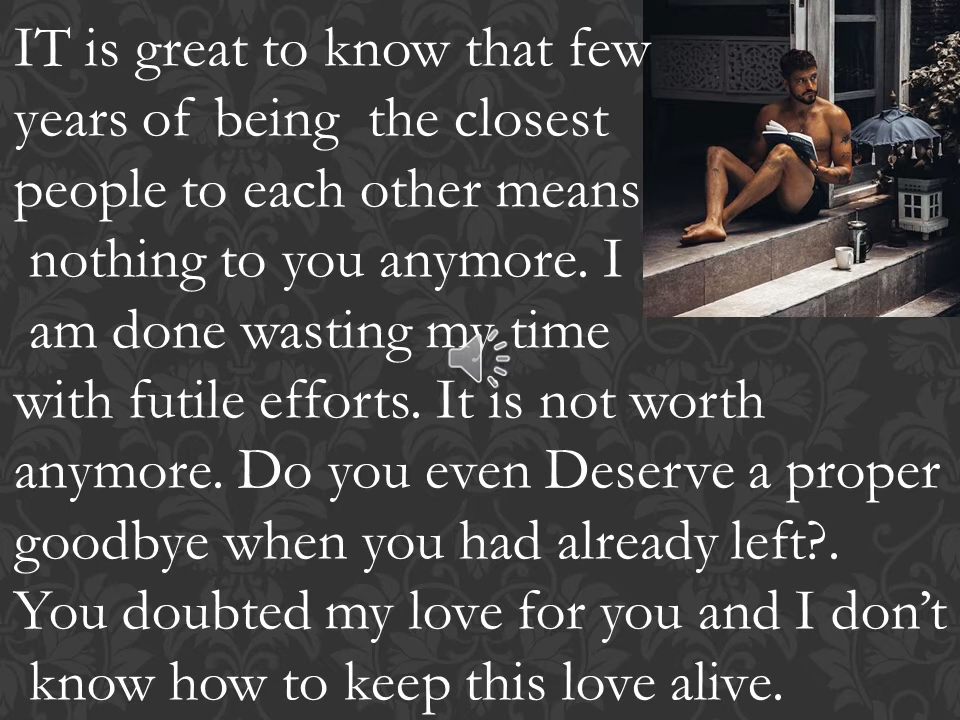 IT is great to know that few
years of being the closest
people to each other means
nothing to you anymore. I
am done wasting my time
with futile efforts. It is not worth
anymore. Do you even Deserve a proper
goodbye when you had already left?.
You doubted my love for you and I don’t
know how to keep this love alive.